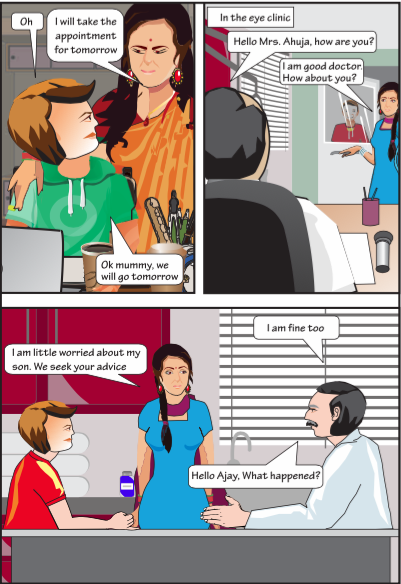 Oh
I will take the
appointment
for tomorrow
Ok mummy, we
will go tomorrow
In the eye clinic
Hello Mrs. Ahuja, how are you?
I am good doctor.
How about you?
I am fine too
I am little worried about my
son. We seek your advice
Hello Ajay, What happened?